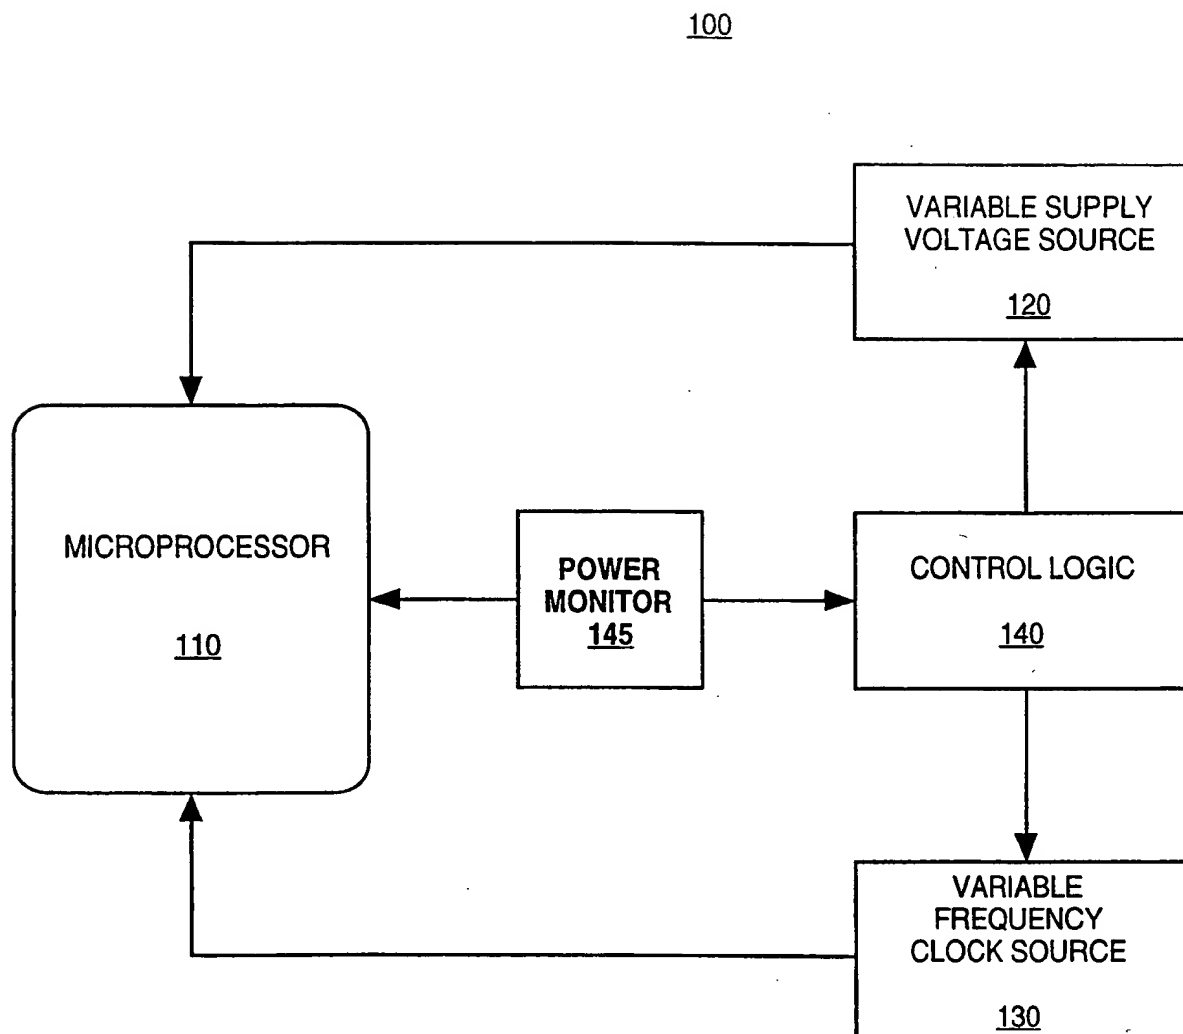 100
VARIABLE SUPPLY
VOLTAGE SOURCE
120
MICROPROCESSOR
110
POWER
MONITOR
145
CONTROL LOGIC
140
VARIABLE
FREQUENCY
CLOCK SOURCE
130